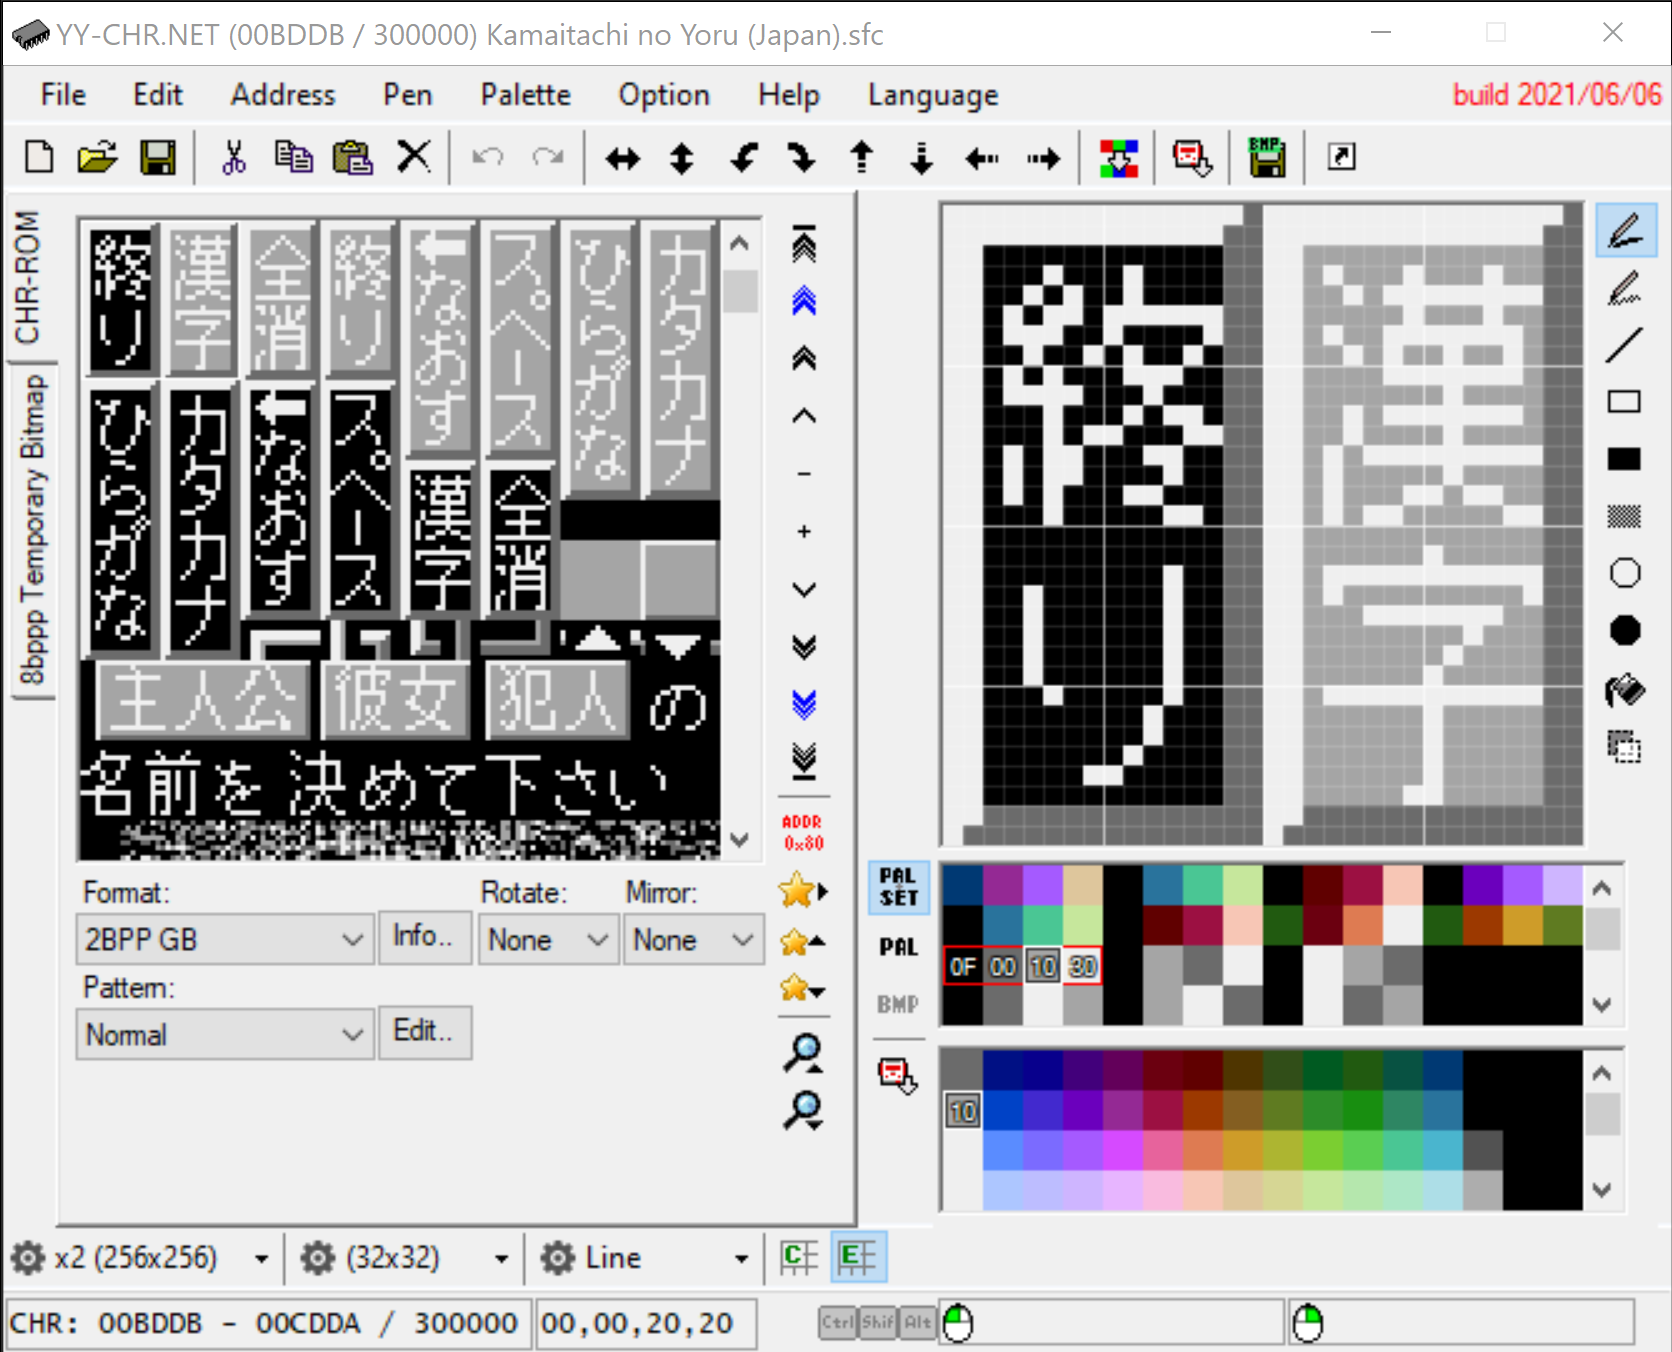 YY-CHR.NET (00BDDB / 300000) Kamaitachi no Yoru (Japan).sfc
File Edit Address Pen Palette Option Help Language build 2021/06/06
BMP
CHR-ROM
8bppp Temporary Bitmap
終り
漢字
全消
終り
←なおす
スペース
ひらがな
カタカナ
ひらがな
カタカナ
←なおす
スペース
漢字
全消
主人公 彼女 犯人 の
名前を決めて下さい
終り
漢字
ADDR
0x80
Format: Rotate: Mirror:
2BPP GB Info.. None None
Pattern:
Normal Edit..
PAL SET
PAL
BMP
0F 00 10 30
10
x2 (256x256) (32x32) Line C E
CHR: 00BDDB - 00CDDA / 300000 00,00,20,20 Ctrl Shif Alt